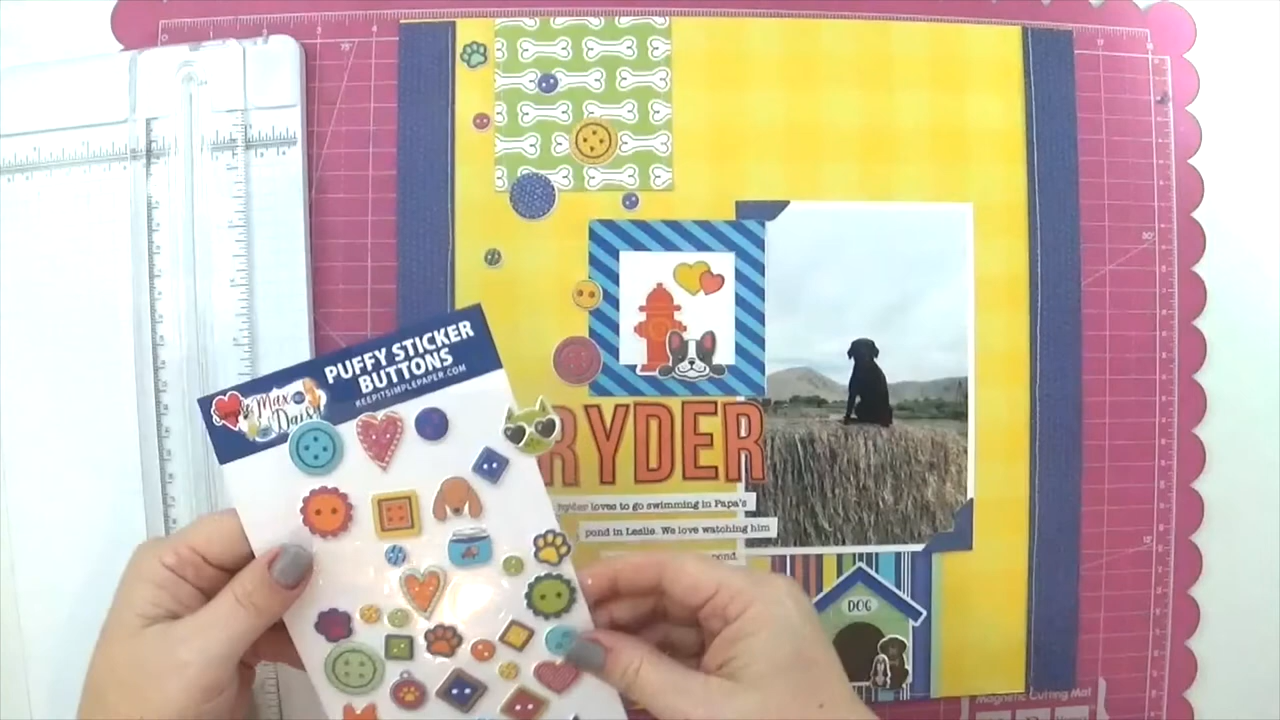 PUFFY STICKER
BUTTONS
KEEPITSIMPLEPAPER.COM
Simple
Max
Daisy
RYDER
Ryder loves to go swimming in Papa's
pond in Leslie. We love watching him
pond.
DOG
Magnetic Cutting Mat